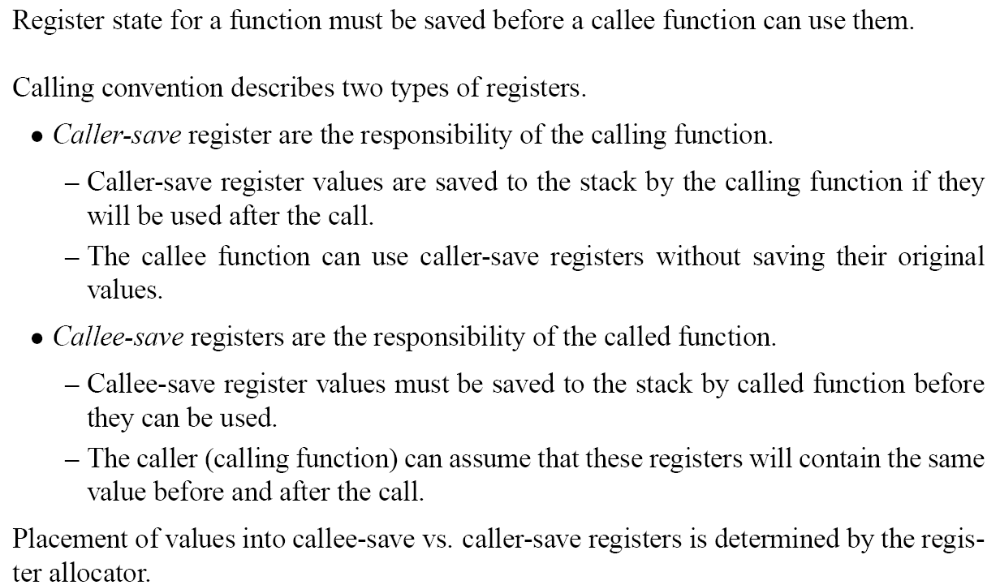 Register state for a function must be saved before a callee function can use them.
Calling convention describes two types of registers.
• Caller-save register are the responsibility of the calling function.
– Caller-save register values are saved to the stack by the calling function if they
will be used after the call.
– The callee function can use caller-save registers without saving their original
values.
• Callee-save registers are the responsibility of the called function.
– Callee-save register values must be saved to the stack by called function before
they can be used.
– The caller (calling function) can assume that these registers will contain the same
value before and after the call.
Placement of values into callee-save vs. caller-save registers is determined by the regis-
ter allocator.